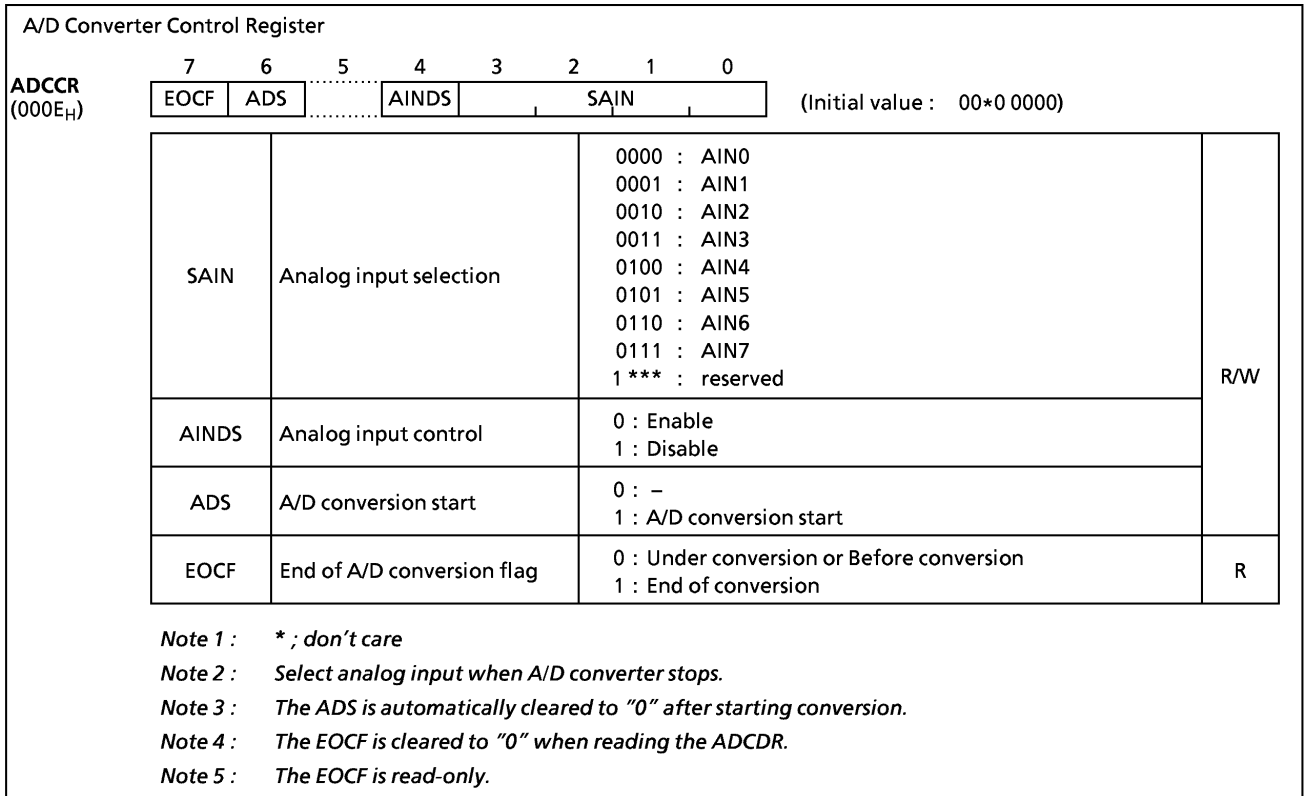 A/D Converter Control Register
7 6 5 4 3 2 1 0
ADCCR
(000EH)
EOCF ADS AINDS SAIN (Initial value : 00*0 0000)
SAIN Analog input selection
0000 : AIN0
0001 : AIN1
0010 : AIN2
0011 : AIN3
0100 : AIN4
0101 : AIN5
0110 : AIN6
0111 : AIN7
1 *** : reserved
R/W
AINDS Analog input control
0 : Enable
1 : Disable
ADS A/D conversion start
0 : –
1 : A/D conversion start
EOCF End of A/D conversion flag
0 : Under conversion or Before conversion
1 : End of conversion
R
Note 1 : * ; don't care
Note 2 : Select analog input when A/D converter stops.
Note 3 : The ADS is automatically cleared to "0" after starting conversion.
Note 4 : The EOCF is cleared to "0" when reading the ADCDR.
Note 5 : The EOCF is read-only.